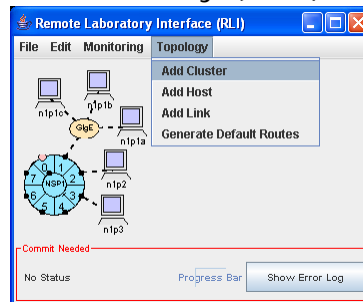 Remote Laboratory Interface (RLI)
File Edit Monitoring Topology
Add Cluster
Add Host
Add Link
Generate Default Routes
n1p1c
n1p1b
GigE
n1p1a
0 1
7 NSP1 2
6 3
5 4
n1p2
n1p3
Commit Needed
No Status Progress Bar Show Error Log